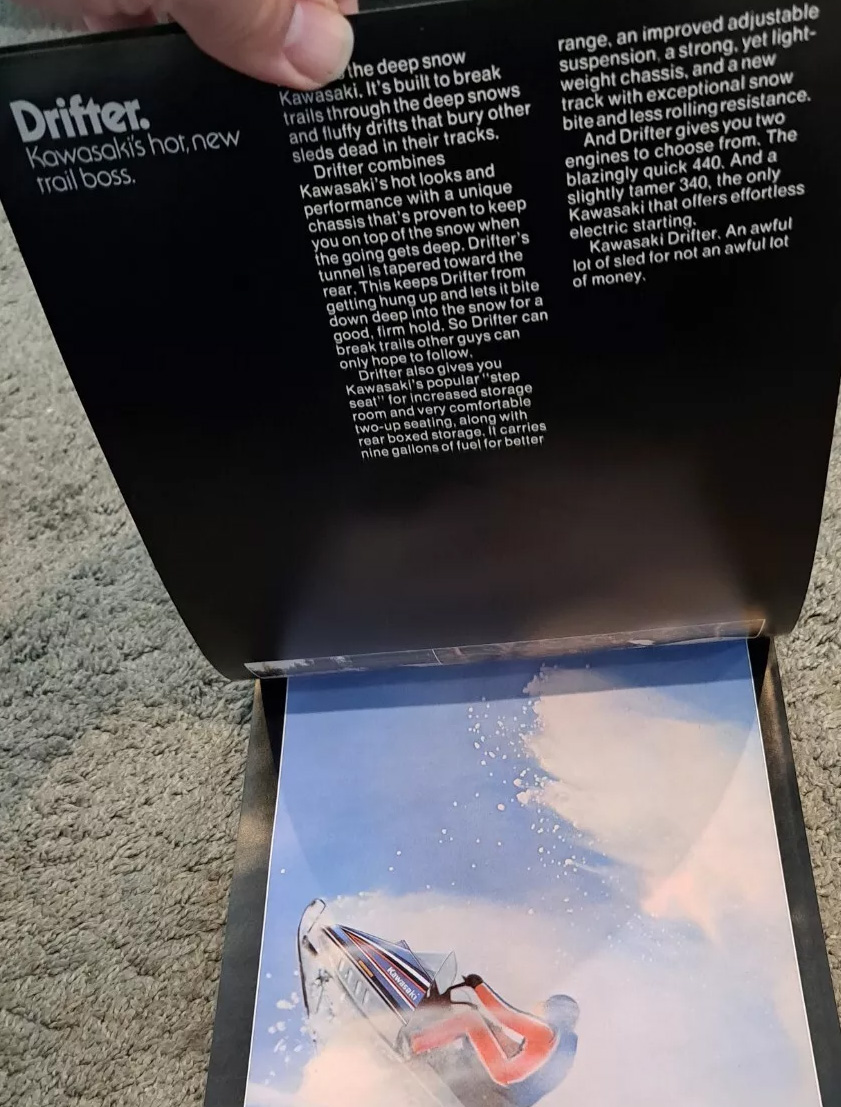 Drifter.
Kawasaki's hot, new
trail boss.
the deep snow
Kawasaki. It's built to break
trails through the deep snows
and fluffy drifts that bury other
sleds dead in their tracks.
Drifter combines
Kawasaki's hot looks and
performance with a unique
chassis that's proven to keep
you on top of the snow when
the going gets deep. Drifter's
tunnel is tapered toward the
rear. This keeps Drifter from
getting hung up and lets it bite
down deep into the snow for a
good, firm hold. So Drifter can
break trails other guys can
only hope to follow.
Drifter also gives you
Kawasaki's popular "step
seat" for increased storage
room and very comfortable
two-up seating, along with
rear boxed storage. It carries
nine gallons of fuel for better
range, an improved adjustable
suspension, a strong, yet light-
weight chassis, and a new
track with exceptional snow
bite and less rolling resistance.
And Drifter gives you two
engines to choose from. The
blazingly quick 440. And a
slightly tamer 340, the only
Kawasaki that offers effortless
electric starting.
Kawasaki Drifter. An awful
lot of sled for not an awful lot
of money.
Kawasaki